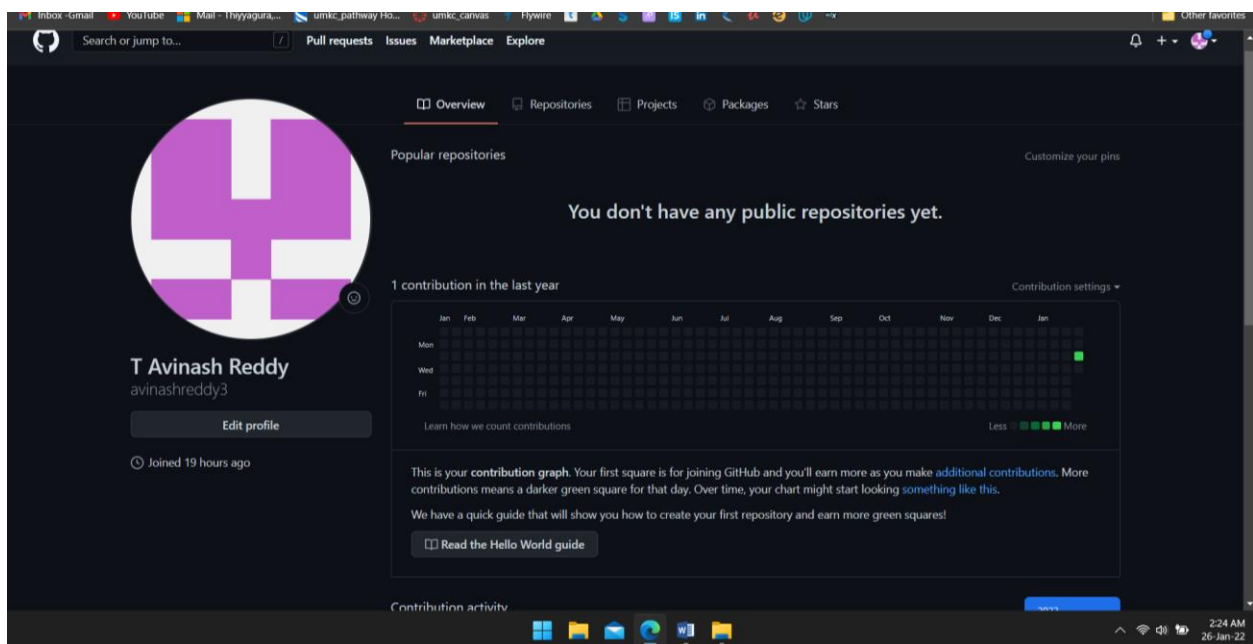 Inbox -Gmail YouTube Mail - Thiyyagura,... umkc_pathway Ho... umkc_canvas Flywire Other favorites
Search or jump to... / Pull requests Issues Marketplace Explore
Overview Repositories Projects Packages Stars
Popular repositories Customize your pins
You don't have any public repositories yet.
1 contribution in the last year Contribution settings
Jan Feb Mar Apr May Jun Jul Aug Sep Oct Nov Dec Jan
Mon
Wed
Fri
Learn how we count contributions Less More
T Avinash Reddy
avinashreddy3
Edit profile
Joined 19 hours ago
This is your contribution graph. Your first square is for joining GitHub and you'll earn more as you make additional contributions. More
contributions means a darker green square for that day. Over time, your chart might start looking something like this.
We have a quick guide that will show you how to create your first repository and earn more green squares!
Read the Hello World guide
Contribution activity 2022
2:24 AM
26-Jan-22